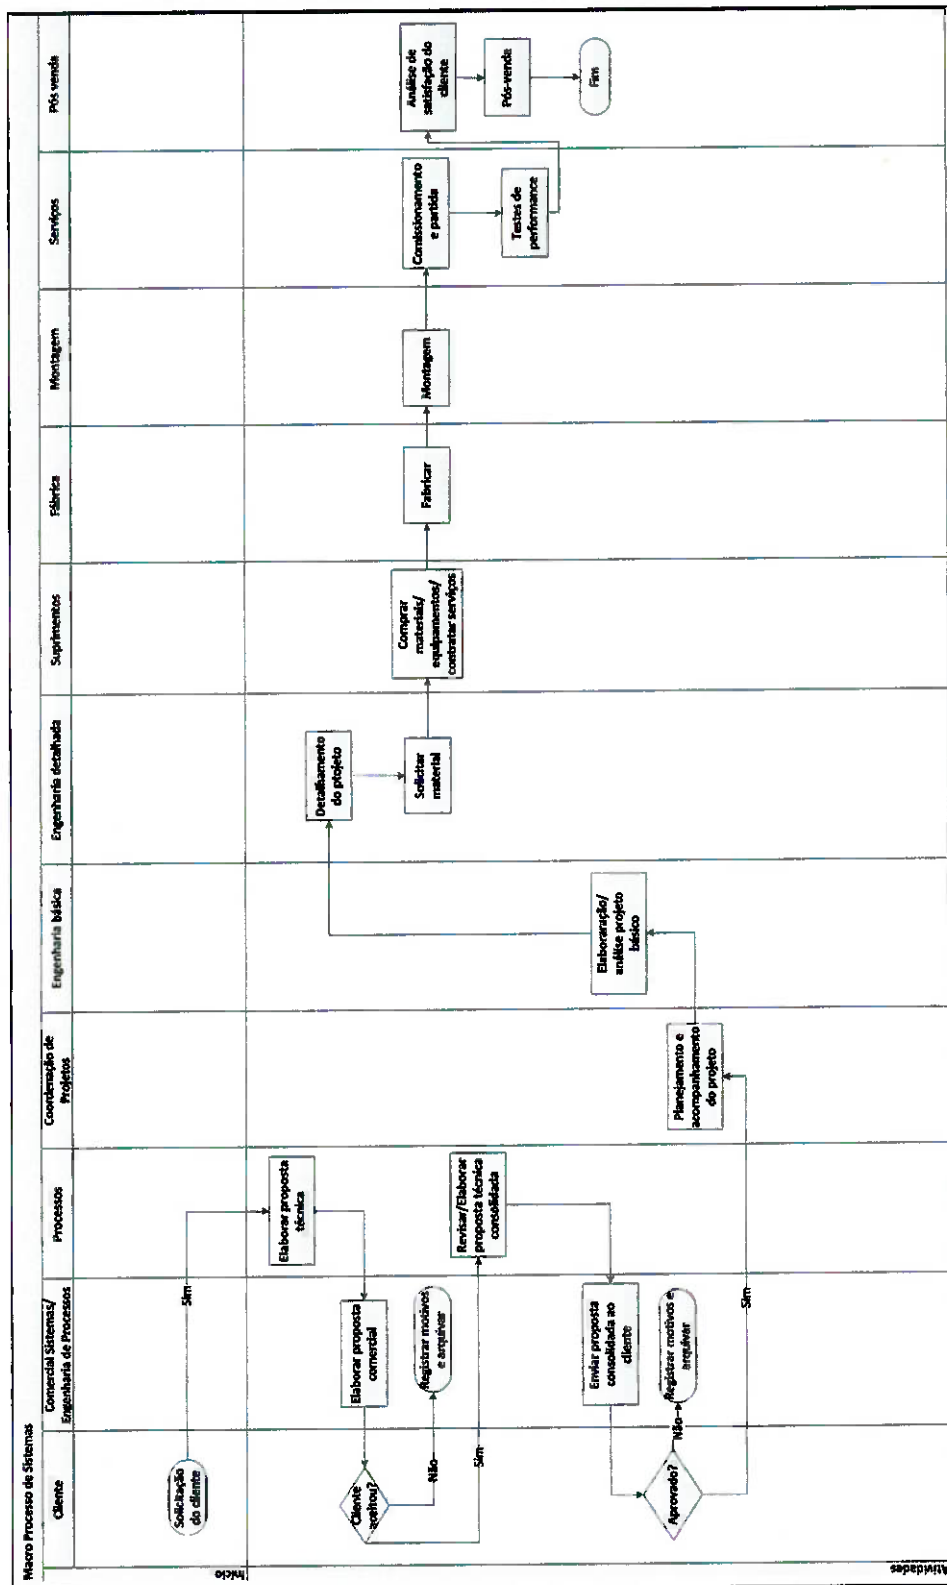 Macro Processo de Sistemas
Cliente
Comercial Sistemas/
Engenharia de Processos
Processos
Coordenação de
Projetos
Engenharia básica
Engenharia detalhada
Suprimentos
Fábrica
Montagem
Serviços
Pós venda
Início
Solicitação
do cliente
Sim
Elaborar proposta
técnica
Elaborar proposta
comercial
Cliente
aceitou?
Não
Registrar motivos
e arquivar
Sim
Revisar/Elaborar
proposta técnica
consolidada
Enviar proposta
consolidada ao
cliente
Aprovado?
Não
Registrar motivos e
arquivar
Sim
Planejamento e
acompanhamento
do projeto
Elaboraração/
análise projeto
básico
Detalhamento
do ptojeto
Solicitar
material
Comprar
materiais/
equipamentos/
contratar serviços
Fabricar
Montagem
Comissionamento
e partida
Testes de
performance
Análise de
satisfação do
cliente
Pós-venda
Fim
Atividades